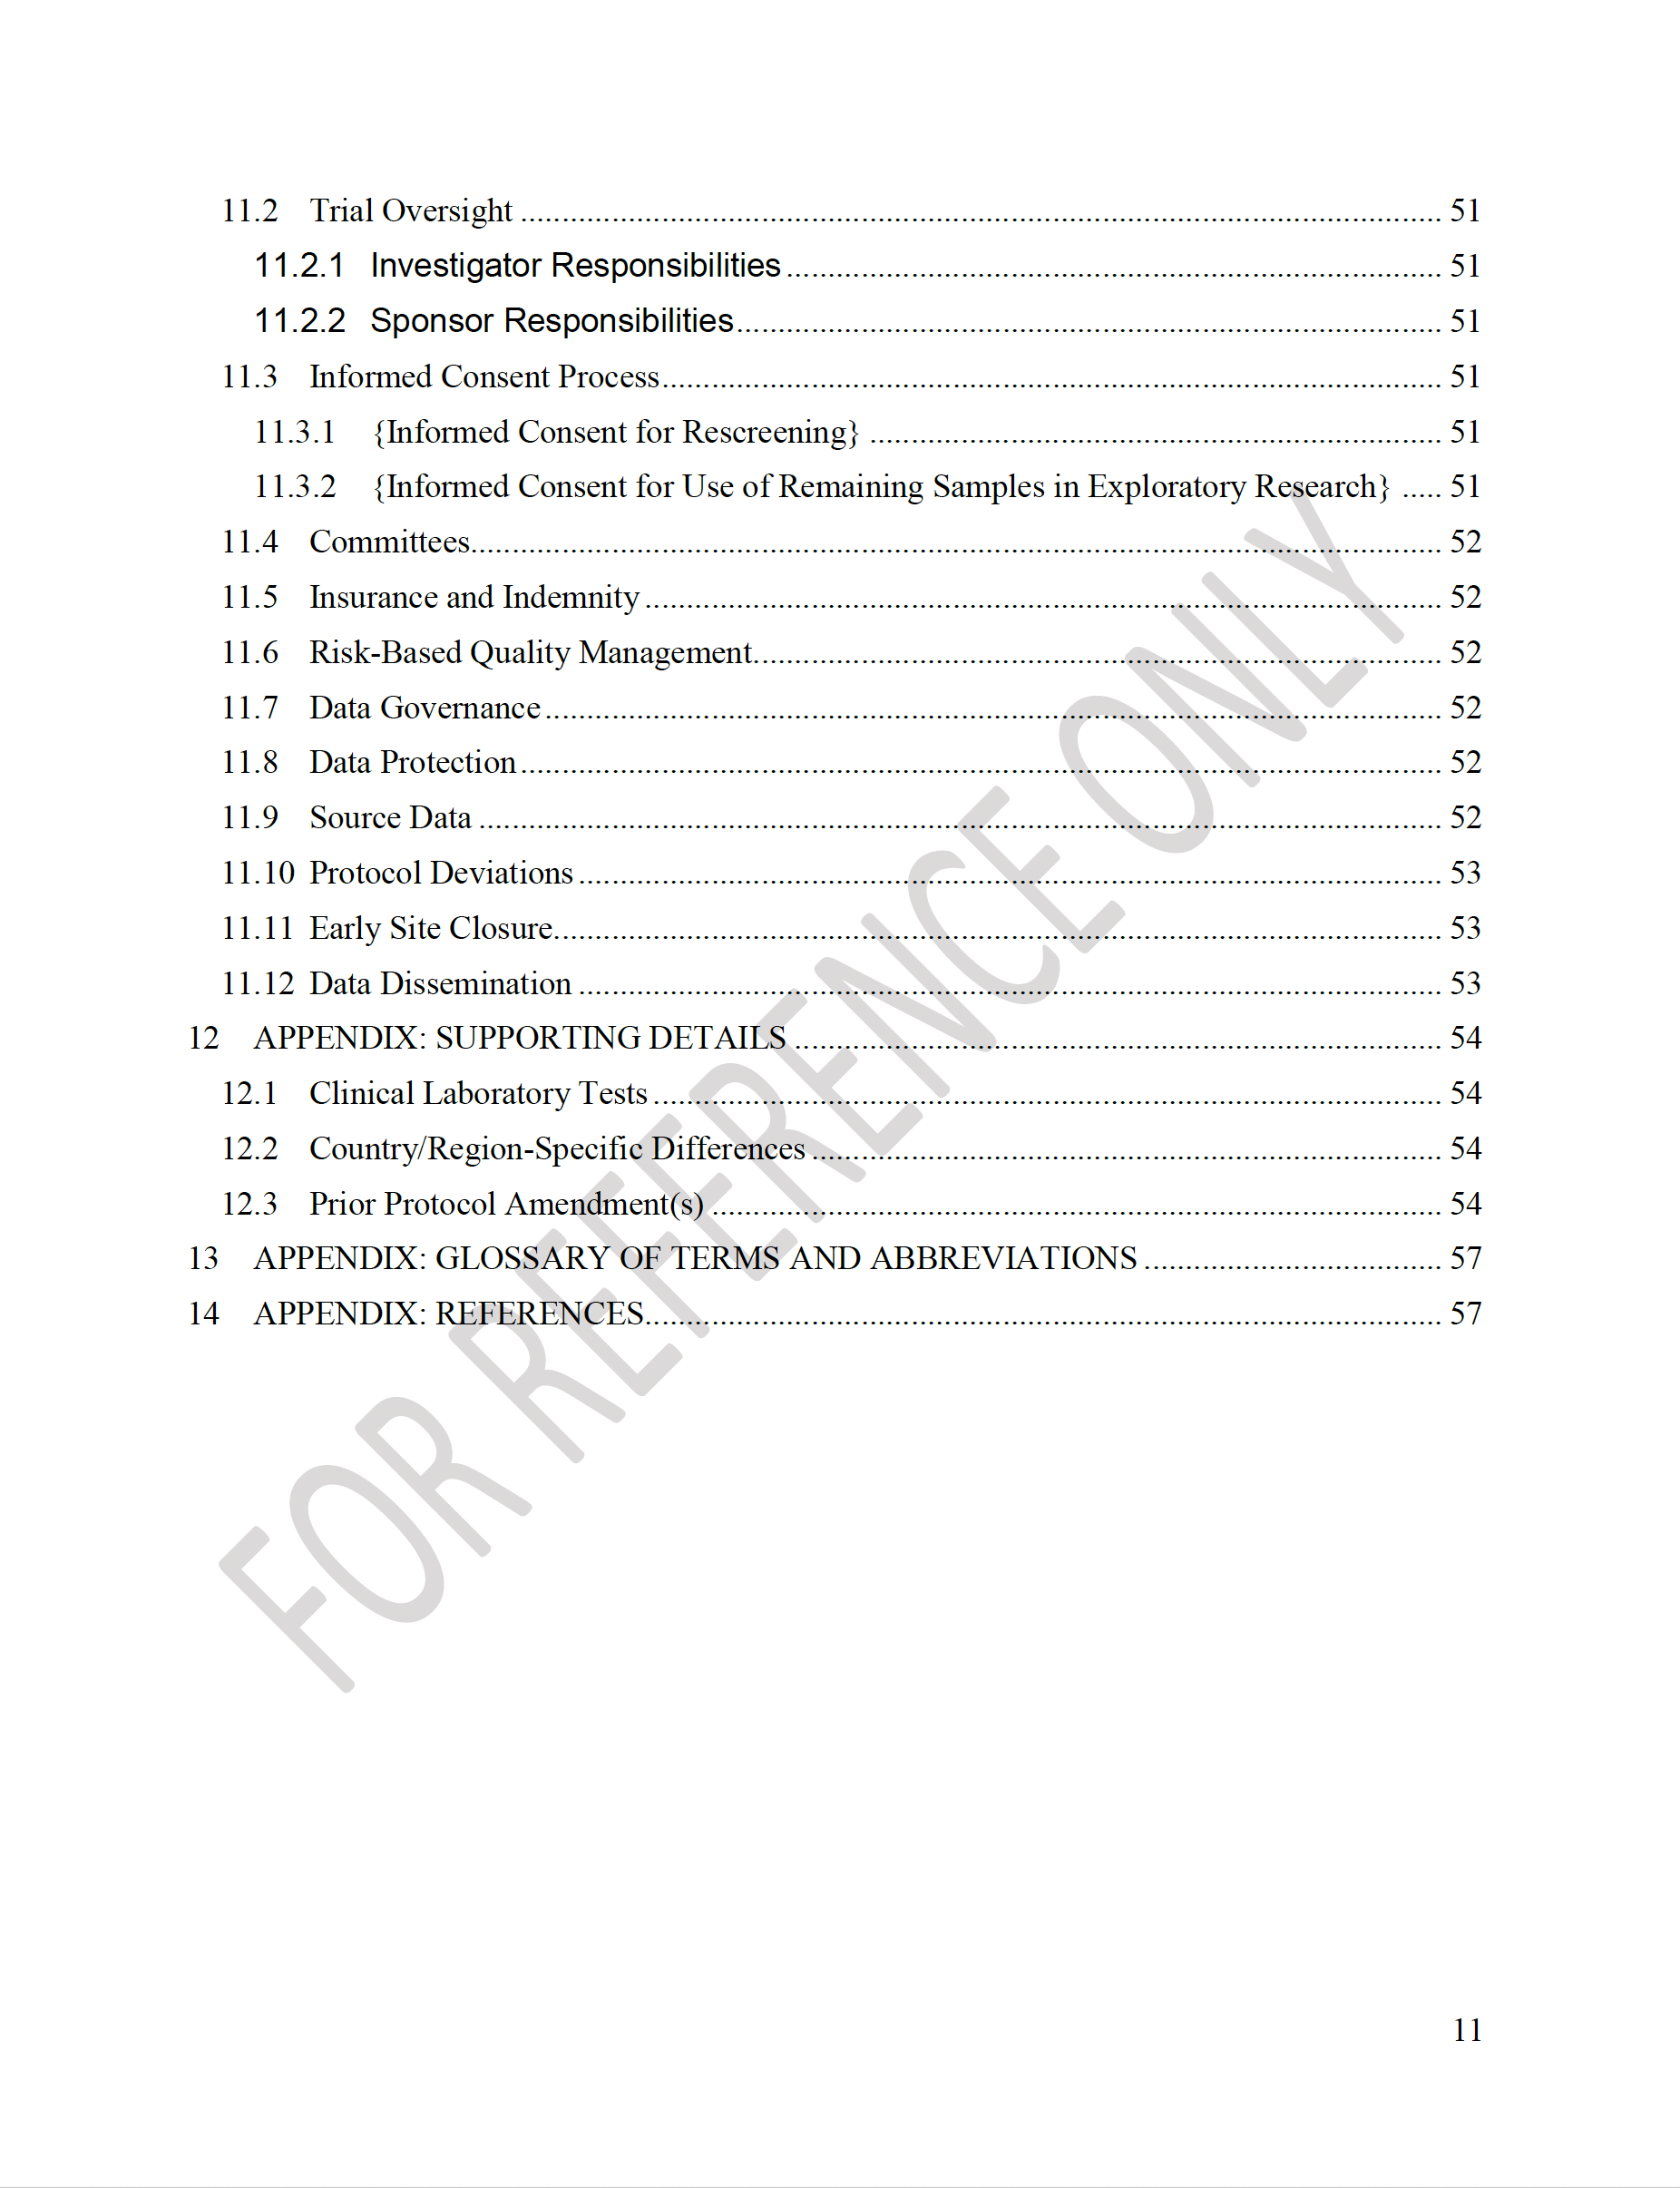 11.2 Trial Oversight ........ 51
11.2.1 Investigator Responsibilities ........ 51
11.2.2 Sponsor Responsibilities ........ 51
11.3 Informed Consent Process ........ 51
11.3.1 {Informed Consent for Rescreening} ........ 51
11.3.2 {Informed Consent for Use of Remaining Samples in Exploratory Research} ..... 51
11.4 Committees ........ 52
11.5 Insurance and Indemnity ........ 52
11.6 Risk-Based Quality Management ........ 52
11.7 Data Governance ........ 52
11.8 Data Protection ........ 52
11.9 Source Data ........ 52
11.10 Protocol Deviations ........ 53
11.11 Early Site Closure ........ 53
11.12 Data Dissemination ........ 53
12 APPENDIX: SUPPORTING DETAILS ........ 54
12.1 Clinical Laboratory Tests ........ 54
12.2 Country/Region-Specific Differences ........ 54
12.3 Prior Protocol Amendment(s) ........ 54
13 APPENDIX: GLOSSARY OF TERMS AND ABBREVIATIONS ........ 57
14 APPENDIX: REFERENCES ........ 57
FOR REFERENCE ONLY
11